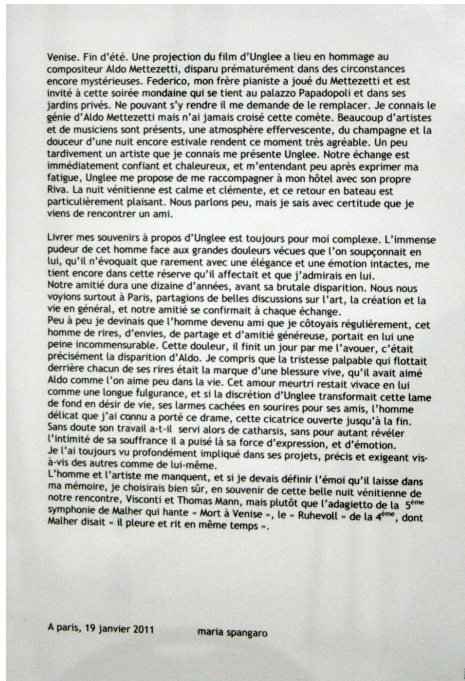 Venise. Fin d'été. Une projection du film d'Unglee a lieu en hommage au
compositeur Aldo Mettezetti, disparu prématurément dans des circonstances
encore mystérieuses. Federico, mon frère pianiste a joué du Mettezetti et est
invité à cette soirée mondaine qui se tient au palazzo Papadopoli et dans ses
jardins privés. Ne pouvant s'y rendre il me demande de le remplacer. Je connais le
génie d'Aldo Mettezetti mais n'ai jamais croisé cette comète. Beaucoup d'artistes
et de musiciens sont présents, une atmosphère effervescente, du champagne et la
douceur d'une nuit encore estivale rendent ce moment très agréable. Un peu
tardivement un artiste que je connais me présente Unglee. Notre échange est
immédiatement confiant et chaleureux, et m'entendant peu après exprimer ma
fatigue, Unglee me propose de me raccompagner à mon hôtel avec son propre
Riva. La nuit vénitienne est calme et clémente, et ce retour en bateau est
particulièrement plaisant. Nous parlons peu, mais je sais avec certitude que je
viens de rencontrer un ami.

Livrer mes souvenirs à propos d'Unglee est toujours pour moi complexe. L'immense
pudeur de cet homme face aux grandes douleurs vécues que l'on soupçonnait en
lui, qu'il n'évoquait que rarement avec une élégance et une émotion intactes, me
tient encore dans cette réserve qu'il affectait et que j'admirais en lui.
Notre amitié dura une dizaine d'années, avant sa brutale disparition. Nous nous
voyions surtout à Paris, partagions de belles discussions sur l'art, la création et la
vie en général, et notre amitié se confirmait à chaque échange.
Peu à peu je devinais que l'homme devenu ami que je côtoyais régulièrement, cet
homme de rires, d'envies, de partage et d'amitié généreuse, portait en lui une
peine incommensurable. Cette douleur, il finit un jour par me l'avouer, c'était
précisément la disparition d'Aldo. Je compris que la tristesse palpable qui flottait
derrière chacun de ses rires était la marque d'une blessure vive, qu'il avait aimé
Aldo comme l'on aime peu dans la vie. Cet amour meurtri restait vivace en lui
comme une longue fulgurance, et si la discrétion d'Unglee transformait cette lame
de fond en désir de vie, ses larmes cachées en sourires pour ses amis, l'homme
délicat que j'ai connu a porté ce drame, cette cicatrice ouverte jusqu'à la fin.
Sans doute son travail a-t-il servi alors de catharsis, sans pour autant révéler
l'intimité de sa souffrance il a puisé là sa force d'expression, et d'émotion.
Je l'ai toujours vu profondément impliqué dans ses projets, précis et exigeant vis-
à-vis des autres comme de lui-même.
L'homme et l'artiste me manquent, et si je devais définir l'émoi qu'il laisse dans
ma mémoire, je choisirais bien sûr, en souvenir de cette belle nuit vénitienne de
notre rencontre, Visconti et Thomas Mann, mais plutôt que l'adagietto de la 5ème
symphonie de Malher qui hante « Mort à Venise », le « Ruhevoll » de la 4ème, dont
Malher disait « il pleure et rit en même temps ».

A paris, 19 janvier 2011 maria spangaro